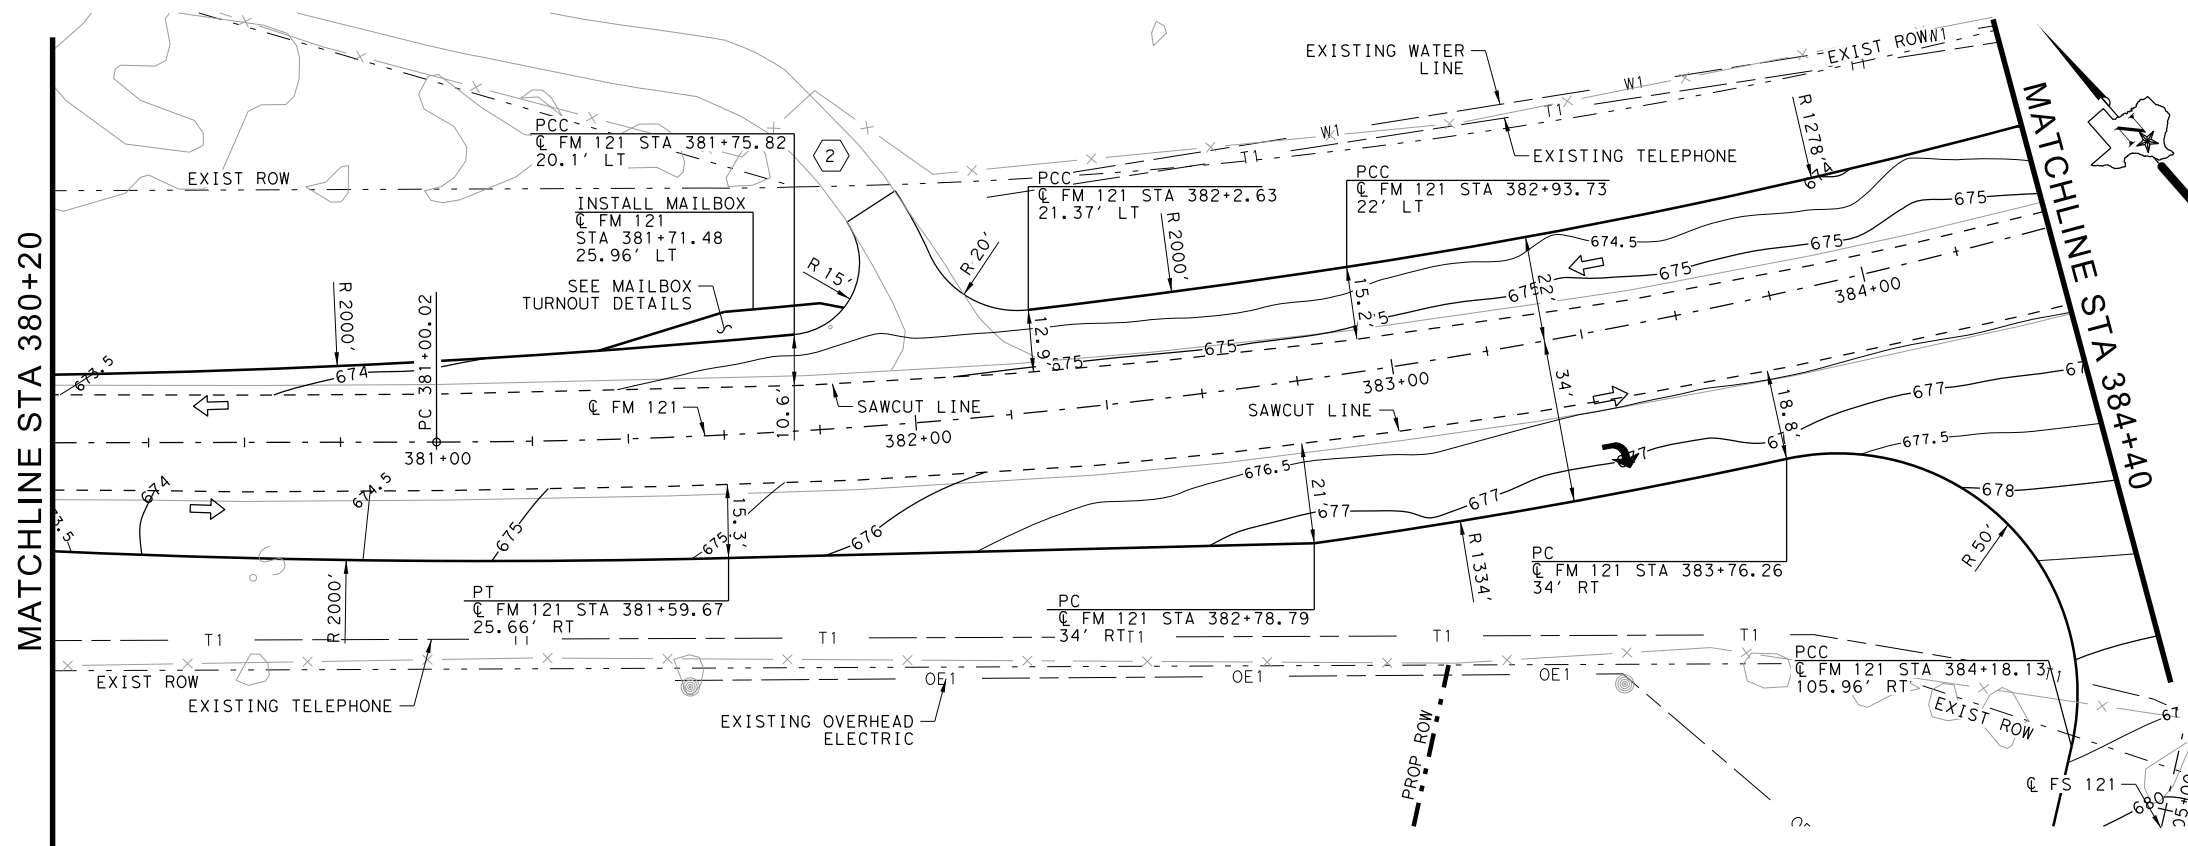 MATCHLINE STA 380+20
MATCHLINE STA 384+40
EXISTING WATER
LINE
EXIST ROW
W1
W1
W1
T1
T1
EXISTING TELEPHONE
R 1278'
PCC
℄ FM 121 STA 381+75.82
20.1' LT
2
EXIST ROW
INSTALL MAILBOX
℄ FM 121
STA 381+71.48
25.96' LT
SEE MAILBOX
TURNOUT DETAILS
R 15'
R 20'
PCC
℄ FM 121 STA 382+2.63
21.37' LT
R 2000'
PCC
℄ FM 121 STA 382+93.73
22' LT
674
674.5
675
675
675
675
675
675
22'
15.2'
12.9'
10.6'
R 2000'
PC 381+00.02
673.5
674
℄ FM 121
SAWCUT LINE
SAWCUT LINE
381+00
382+00
383+00
384+00
34'
18.8'
677
677.5
678
677
677
677
676.5
676
675
675
674.5
674
15.3'
21'
R 2000'
R 1334'
R 50'
PT
℄ FM 121 STA 381+59.67
25.66' RT
PC
℄ FM 121 STA 382+78.79
34' RT
PC
℄ FM 121 STA 383+76.26
34' RT
PCC
℄ FM 121 STA 384+18.13
105.96' RT
T1
T1
T1
T1
T1
EXIST ROW
EXISTING TELEPHONE
EXISTING OVERHEAD
ELECTRIC
OE1
OE1
OE1
PROP ROW
EXIST ROW
℄ FS 121
680